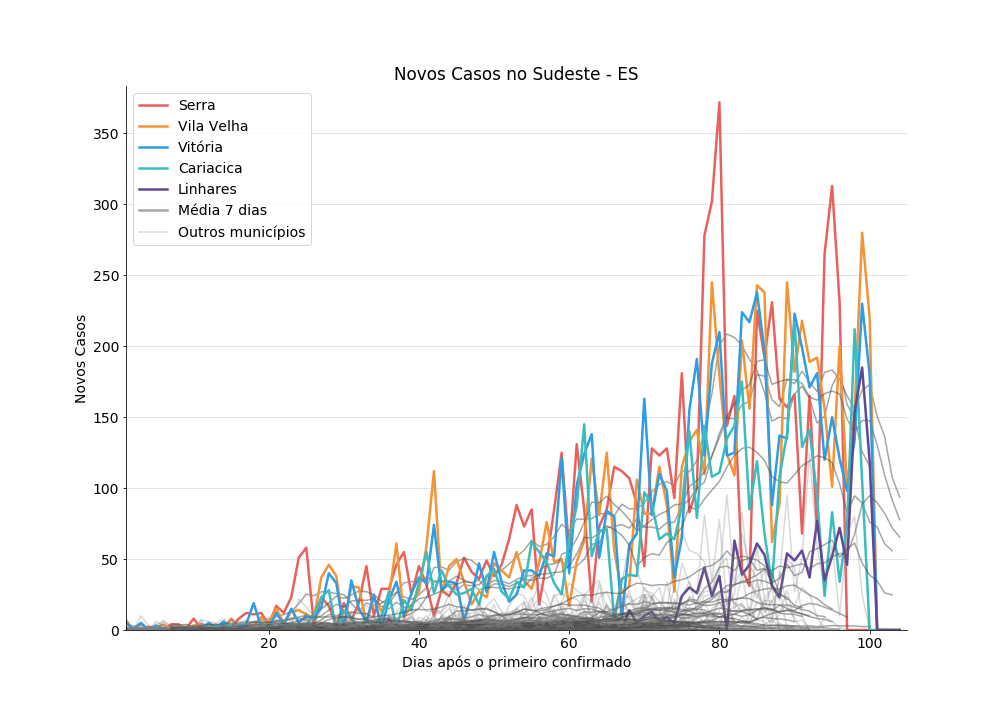 Novos Casos no Sudeste - ES
Serra
Vila Velha
Vitória
Cariacica
Linhares
Média 7 dias
Outros municípios
Novos Casos
350
300
250
200
150
100
50
0
20
40
60
80
100
Dias após o primeiro confirmado